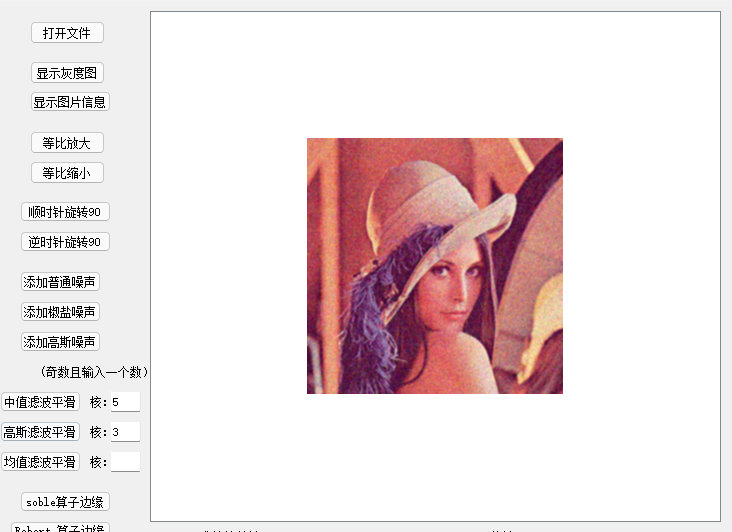 打开文件
显示灰度图
显示图片信息
等比放大
等比缩小
顺时针旋转90
逆时针旋转90
添加普通噪声
添加椒盐噪声
添加高斯噪声
(奇数且输入一个数)
中值滤波平滑 核: 5
高斯滤波平滑 核: 3
均值滤波平滑 核:
soble算子边缘
Robert 算子边缘